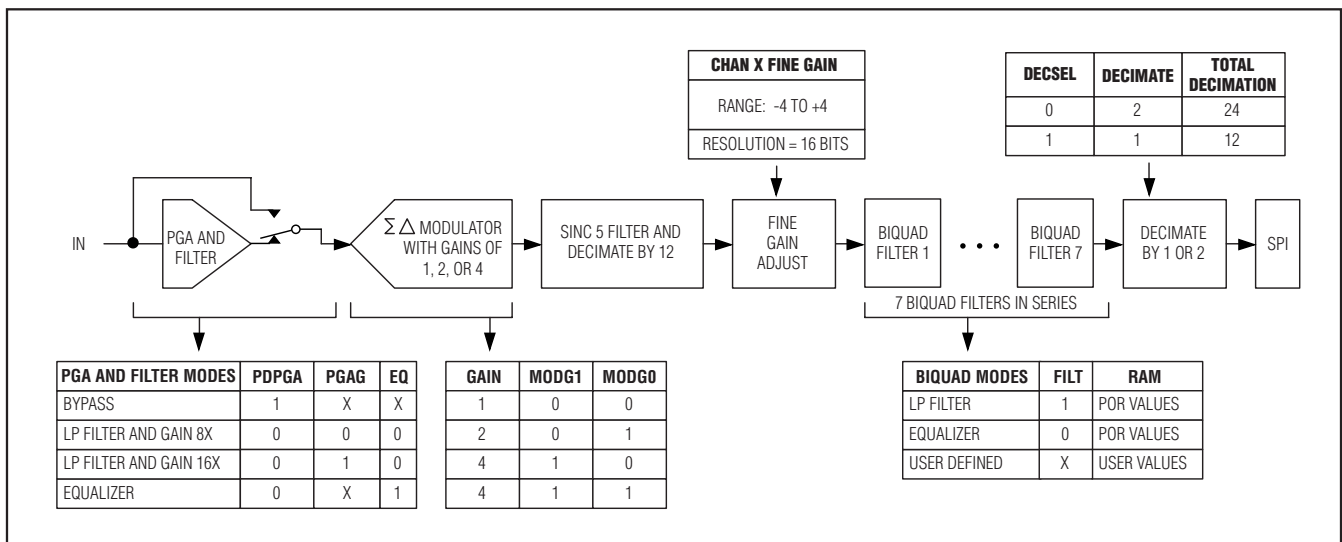 CHAN X FINE GAIN
RANGE: -4 TO +4
RESOLUTION = 16 BITS
DECSEL DECIMATE TOTAL DECIMATION
0 2 24
1 1 12
IN
PGA AND
FILTER
Σ△ MODULATOR
WITH GAINS OF
1, 2, OR 4
SINC 5 FILTER AND
DECIMATE BY 12
FINE
GAIN
ADJUST
BIQUAD
FILTER 1
• • •
BIQUAD
FILTER 7
DECIMATE
BY 1 OR 2
SPI
7 BIQUAD FILTERS IN SERIES
PGA AND FILTER MODES PDPGA PGAG EQ
BYPASS 1 X X
LP FILTER AND GAIN 8X 0 0 0
LP FILTER AND GAIN 16X 0 1 0
EQUALIZER 0 X 1
GAIN MODG1 MODG0
1 0 0
2 0 1
4 1 0
4 1 1
BIQUAD MODES FILT RAM
LP FILTER 1 POR VALUES
EQUALIZER 0 POR VALUES
USER DEFINED X USER VALUES